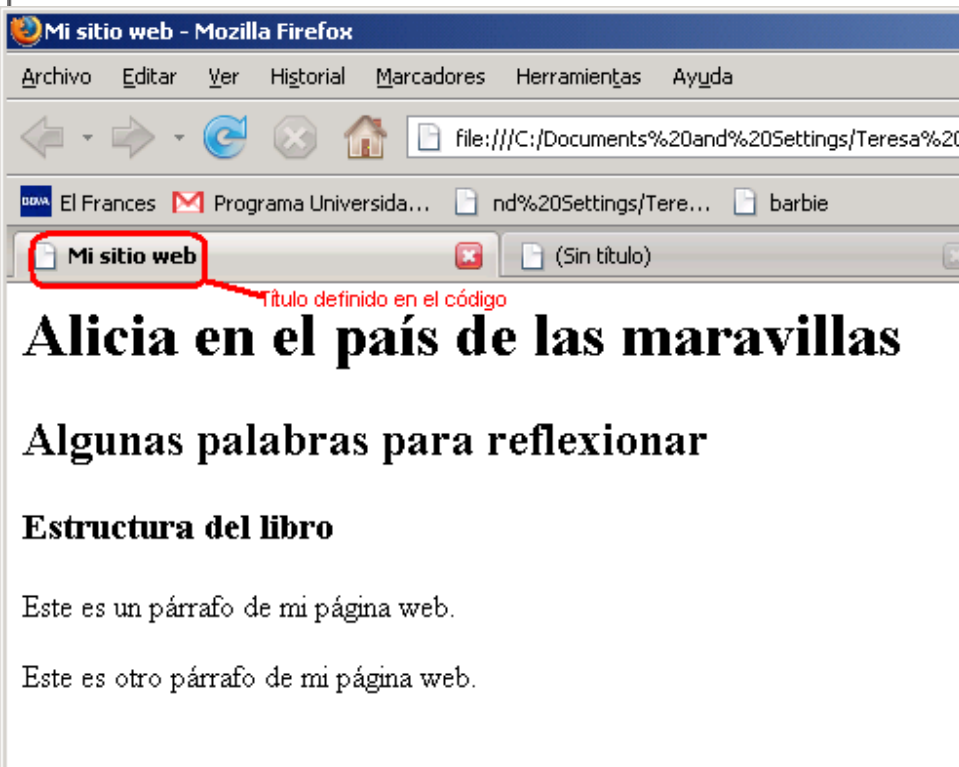 Mi sitio web - Mozilla Firefox
Archivo Editar Ver Historial Marcadores Herramientas Ayuda
file:///C:/Documents%20and%20Settings/Teresa%20
BBVA El Frances Programa Universida... nd%20Settings/Tere... barbie
Mi sitio web (Sin título)
Título definido en el código
Alicia en el país de las maravillas
Algunas palabras para reflexionar
Estructura del libro
Este es un párrafo de mi página web.
Este es otro párrafo de mi página web.